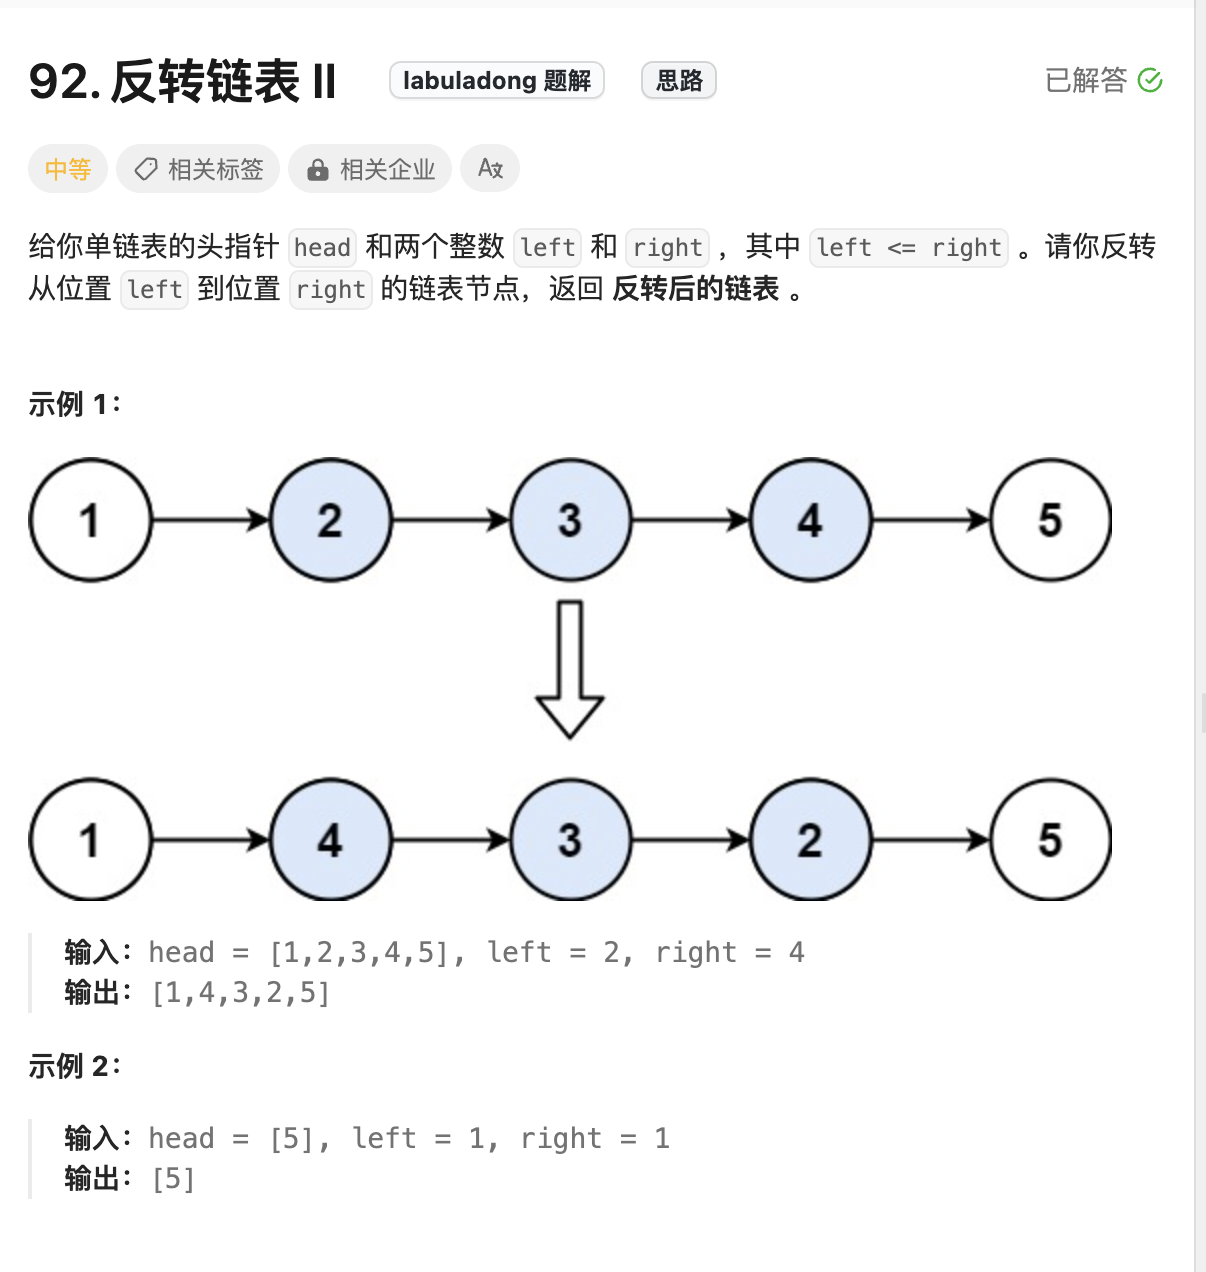 92. 反转链表 II labuladong 题解 思路 已解答
中等 相关标签 相关企业 A文
给你单链表的头指针 head 和两个整数 left 和 right ，其中 left <= right 。请你反转
从位置 left 到位置 right 的链表节点，返回 反转后的链表 。
示例 1：
1 2 3 4 5
1 4 3 2 5
输入：head = [1,2,3,4,5], left = 2, right = 4
输出：[1,4,3,2,5]
示例 2：
输入：head = [5], left = 1, right = 1
输出：[5]